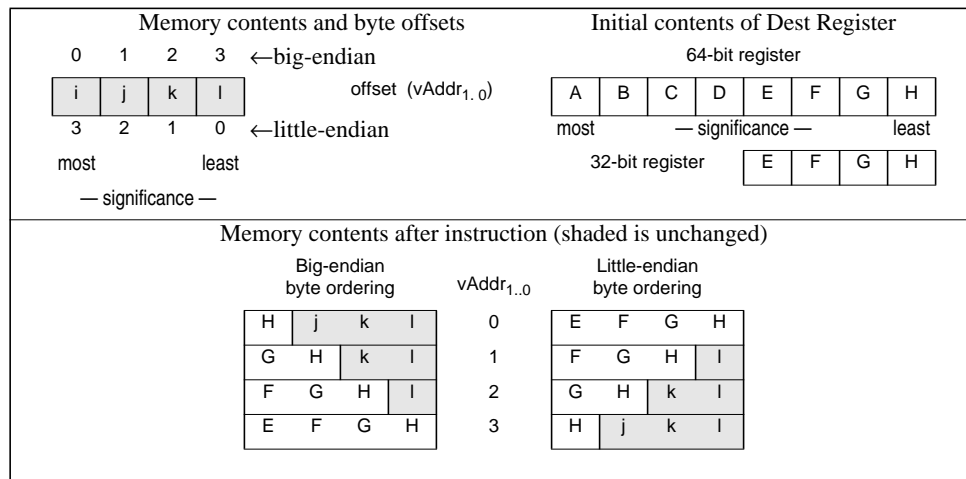 Memory contents and byte offsets
Initial contents of Dest Register
0 1 2 3 ←big-endian
i j k l
offset (vAddr1. 0)
3 2 1 0 ←little-endian
most least
— significance —
64-bit register
A B C D E F G H
most — significance — least
32-bit register E F G H
Memory contents after instruction (shaded is unchanged)
Big-endian
byte ordering
vAddr1..0
Little-endian
byte ordering
H j k l 0 E F G H
G H k l 1 F G H l
F G H l 2 G H k l
E F G H 3 H j k l